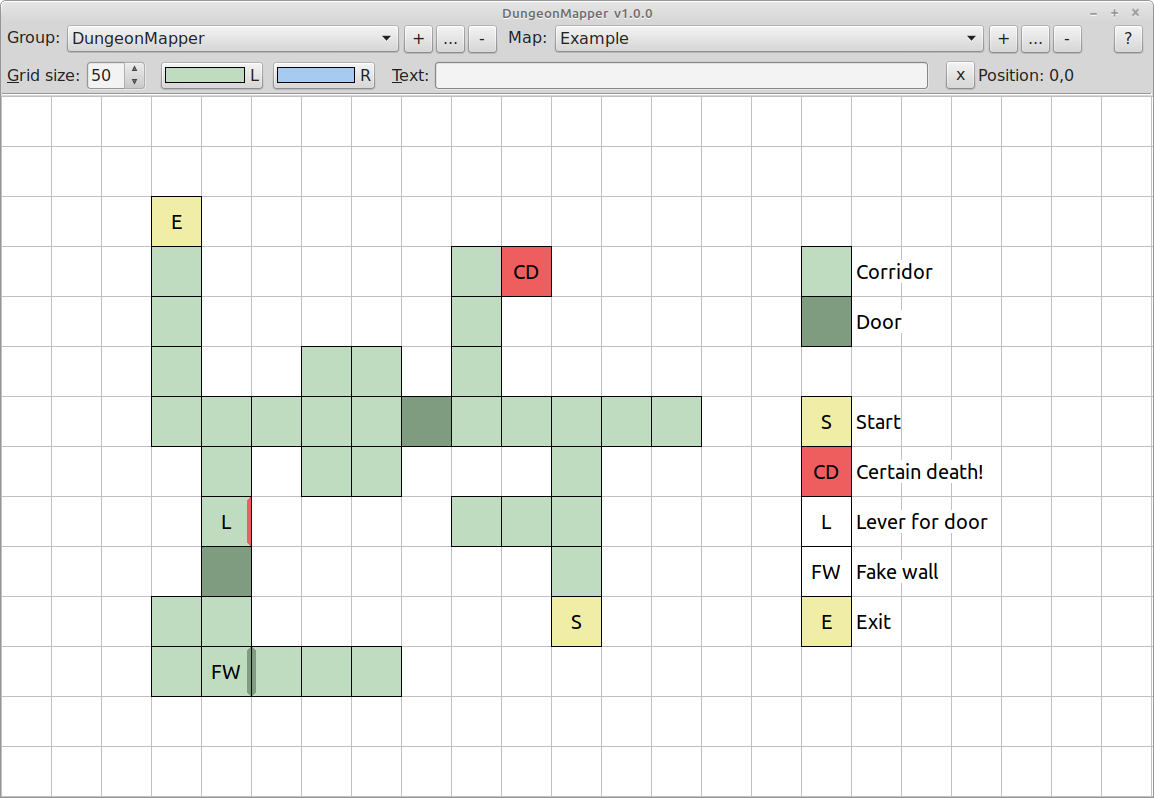 DungeonMapper v1.0.0
Group: DungeonMapper + ... - Map: Example + ... - ?
Grid size: 50 L R Text: x Position: 0,0
E
CD Corridor
Door
S Start
CD Certain death!
L L Lever for door
FW Fake wall
S E Exit
FW